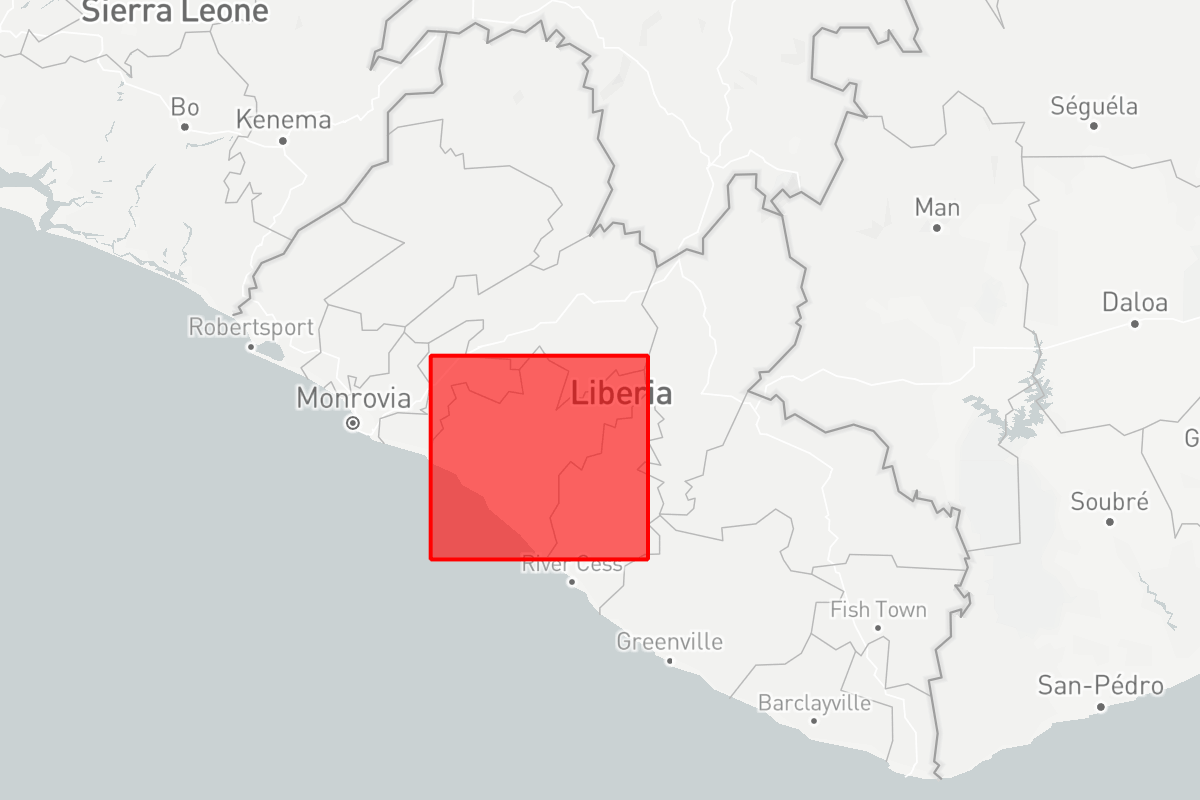 Sierra Leone
Bo
Kenema
Séguéla
Man
Daloa
Robertsport
Monrovia
Liberia
G
Soubré
River Cess
Fish Town
Greenville
San-Pédro
Barclayville